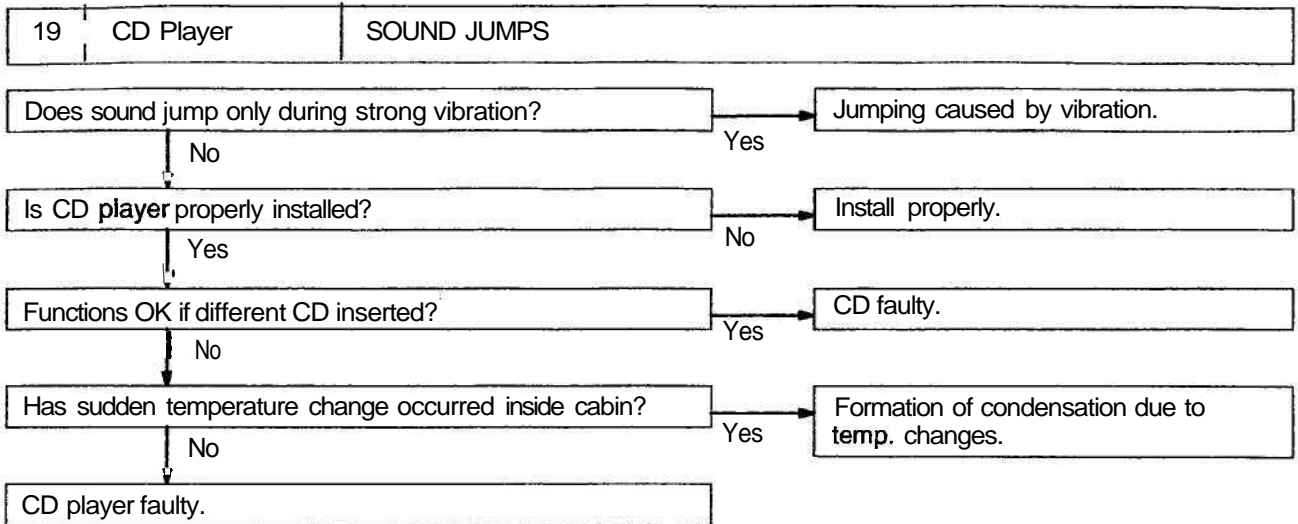 19 CD Player SOUND JUMPS
Does sound jump only during strong vibration?
Yes
Jumping caused by vibration.
No
Is CD player properly installed?
No
Install properly.
Yes
Functions OK if different CD inserted?
Yes
CD faulty.
No
Has sudden temperature change occurred inside cabin?
Yes
Formation of condensation due to
temp. changes.
No
CD player faulty.